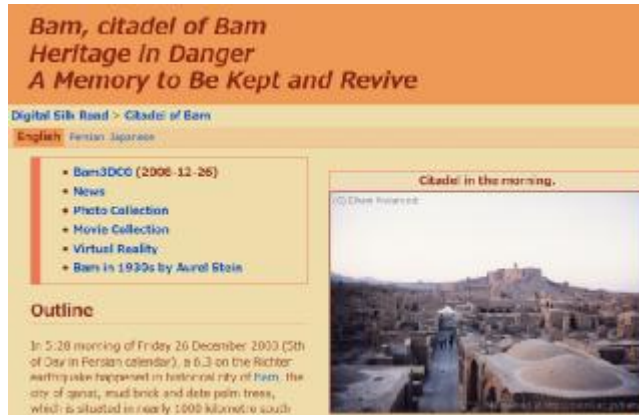 Bam, citadel of Bam
Heritage in Danger
A Memory to Be Kept and Revive
Digital Silk Road > Citadel of Bam
English Persian Japanese
Bam3DCG (2008-12-26)
News
Photo Collection
Movie Collection
Virtual Reality
Bam in 1930s by Aurel Stein
Citadel in the morning.
Outline
In 5:28 morning of Friday 26 December 2003 (5th
of Day in Persian calendar), a 6.3 on the Richter
earthquake happened in historical city of Bam, the
city of qanat, mud brick and date palm trees,
which is situated in nearly 1000 kilometre south